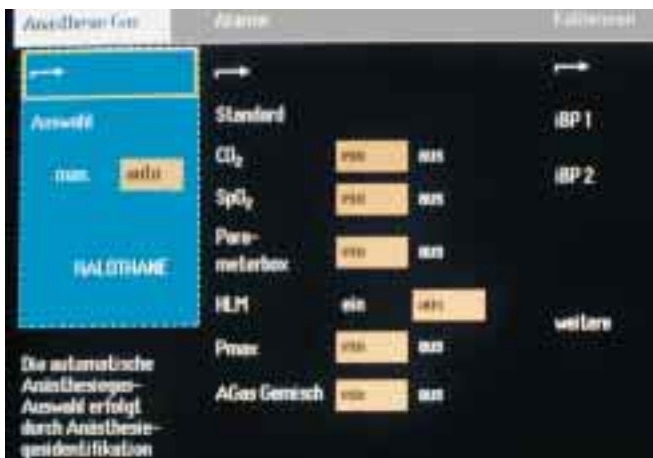 Anästhesie Gas
Alarme
Auswahl
man. auto
HALOTHANE
Die automatische
Anästhesiegas-
Auswahl erfolgt
durch Anästhesie-
gasidentifikation
Standard
CO₂ ein aus
SpO₂ ein aus
Para-
meterbox ein aus
HLM ein aus
Pmax ein aus
AGas Gemisch ein aus
iBP 1
iBP 2
weitere